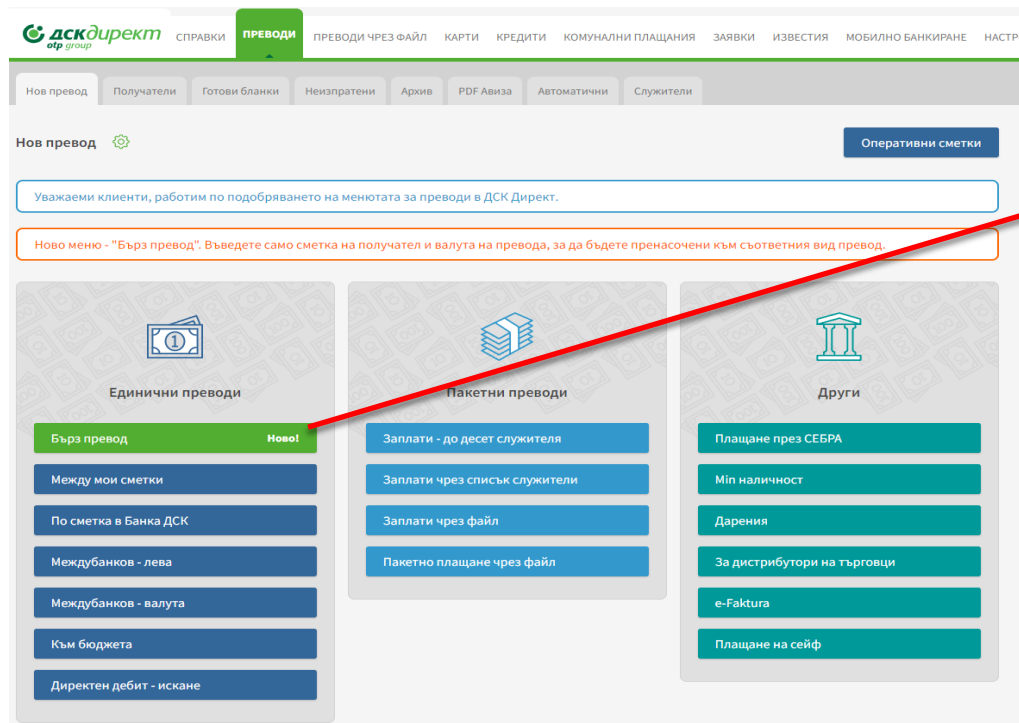 дскдирект
otp group
СПРАВКИ
ПРЕВОДИ
ПРЕВОДИ ЧРЕЗ ФАЙЛ
КАРТИ
КРЕДИТИ
КОМУНАЛНИ ПЛАЩАНИЯ
ЗАЯВКИ
ИЗВЕСТИЯ
МОБИЛНО БАНКИРАНЕ
НАСТР
Нов превод
Получатели
Готови бланки
Неизпратени
Архив
PDF Авиза
Автоматични
Служители
Нов превод
Оперативни сметки
Уважаеми клиенти, работим по подобряването на менютата за преводи в ДСК Директ.
Ново меню - "Бърз превод". Въведете само сметка на получател и валута на превода, за да бъдете пренасочени към съответния вид превод.
1
Единични преводи
Бърз превод Ново!
Между мои сметки
По сметка в Банка ДСК
Междубанков - лева
Междубанков - валута
Към бюджета
Директен дебит - искане
Пакетни преводи
Заплати - до десет служителя
Заплати чрез списък служители
Заплати чрез файл
Пакетно плащане чрез файл
Други
Плащане през СЕБРА
Min наличност
Дарения
За дистрибутори на търговци
e-Faktura
Плащане на сейф